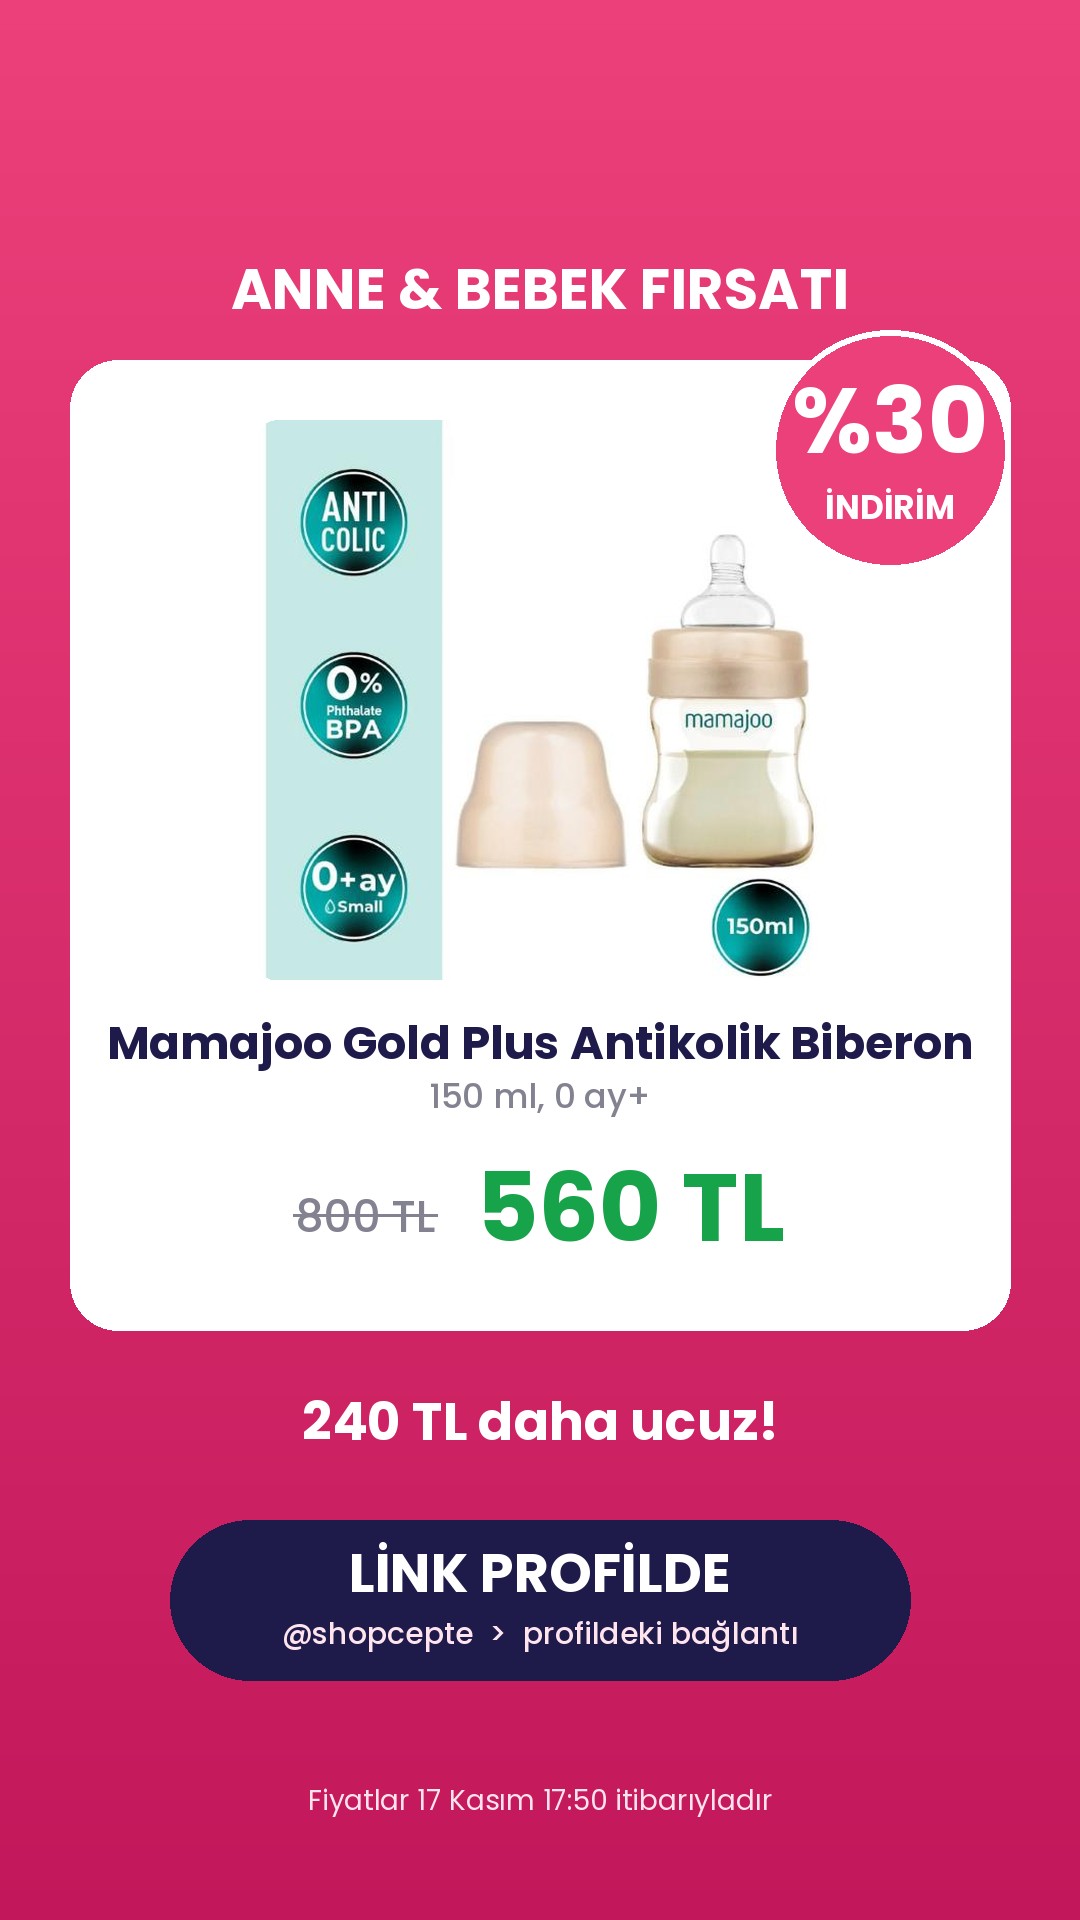 ANNE & BEBEK FIRSATI
%30
İNDİRİM
ANTI
COLIC
0%
Phthalate
BPA
0+ay
Small
mamajoo
150ml
Mamajoo Gold Plus Antikolik Biberon
150 ml, 0 ay+
800 TL 560 TL
240 TL daha ucuz!
LİNK PROFİLDE
@shopcepte > profildeki bağlantı
Fiyatlar 17 Kasım 17:50 itibarıyladır